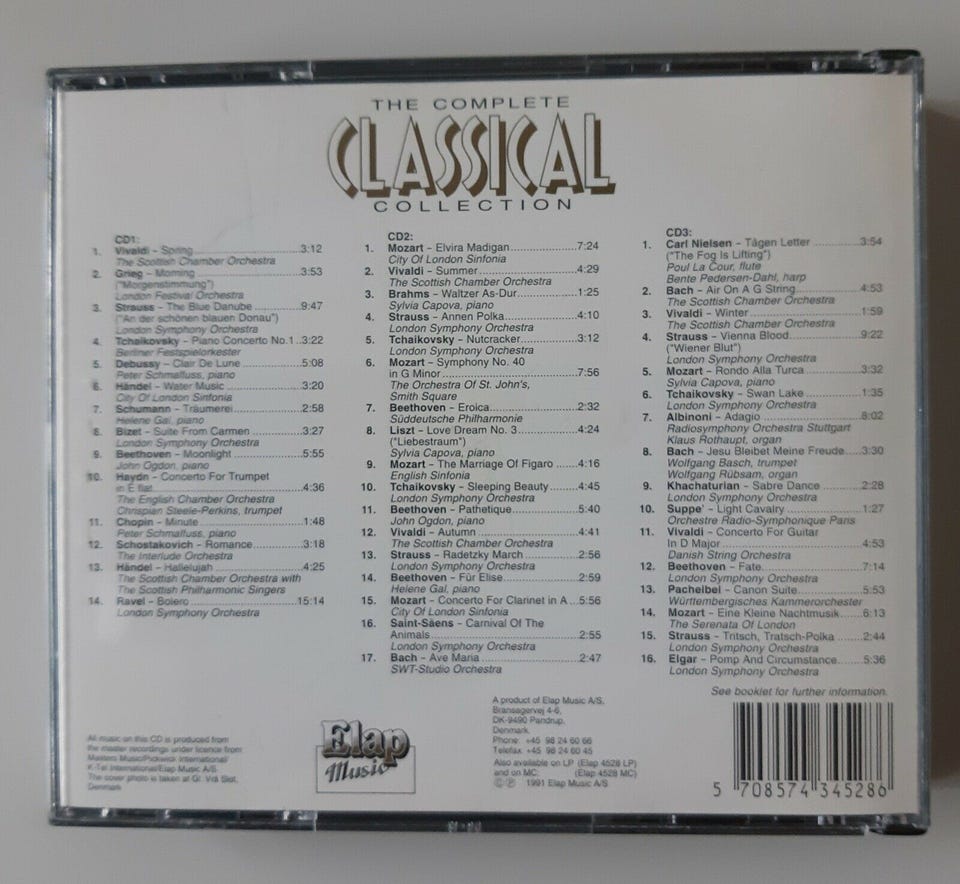 THE COMPLETE
CLASSICAL
COLLECTION
CD1:
1. Vivaldi – Spring 3:12
The Scottish Chamber Orchestra
2. Grieg – Morning 3:53
("Morgenstimmung")
London Festival Orchestra
3. Strauss – The Blue Danube 9:47
("An der schönen blauen Donau")
London Symphony Orchestra
4. Tchaikovsky – Piano Concerto No.1..3:22
Berliner Festspielorkester
5. Debussy – Clair De Lune 5:08
Peter Schmalfuss, piano
6. Händel – Water Music 3:20
City Of London Sinfonia
7. Schumann – Träumerei 2:58
Helene Gal, piano
8. Bizet – Suite From Carmen 3:27
London Symphony Orchestra
9. Beethoven – Moonlight 5:55
John Ogdon, piano
10. Haydn – Concerto For Trumpet
in E flat 4:36
The English Chamber Orchestra
Chrispian Steele-Perkins, trumpet
11. Chopin – Minute 1:48
Peter Schmalfuss, piano
12. Schostakovich – Romance 3:18
The Interlude Orchestra
13. Händel – Hallelujah 4:25
The Scottish Chamber Orchestra with
The Scottish Philharmonic Singers
14. Ravel – Bolero 15:14
London Symphony Orchestra
CD2:
1. Mozart – Elvira Madigan 7:24
City Of London Sinfonia
2. Vivaldi – Summer 4:29
The Scottish Chamber Orchestra
3. Brahms – Waltzer As-Dur 1:25
Sylvia Capova, piano
4. Strauss – Annen Polka 4:10
London Symphony Orchestra
5. Tchaikovsky – Nutcracker 3:12
London Symphony Orchestra
6. Mozart – Symphony No. 40
in G Minor 7:56
The Orchestra Of St. John's,
Smith Square
7. Beethoven – Eroica 2:32
Süddeutsche Philharmonie
8. Liszt – Love Dream No. 3 4:24
("Liebestraum")
Sylvia Capova, piano
9. Mozart – The Marriage Of Figaro 4:16
English Sinfonia
10. Tchaikovsky – Sleeping Beauty 4:45
London Symphony Orchestra
11. Beethoven – Pathetique 5:40
John Ogdon, piano
12. Vivaldi – Autumn 4:41
The Scottish Chamber Orchestra
13. Strauss – Radetzky March 2:56
London Symphony Orchestra
14. Beethoven – Für Elise 2:59
Helene Gal, piano
15. Mozart – Concerto For Clarinet in A...5:56
City Of London Sinfonia
16. Saint-Säens – Carnival Of The
Animals 2:55
London Symphony Orchestra
17. Bach – Ave Maria 2:47
SWT-Studio Orchestra
CD3:
1. Carl Nielsen – Tågen Letter 3:54
("The Fog Is Lifting")
Poul La Cour, flute
Bente Pedersen-Dahl, harp
2. Bach – Air On A G String 4:53
The Scottish Chamber Orchestra
3. Vivaldi – Winter 1:59
The Scottish Chamber Orchestra
4. Strauss – Vienna Blood 9:22
("Wiener Blut")
London Symphony Orchestra
5. Mozart – Rondo Alla Turca 3:32
Sylvia Capova, piano
6. Tchaikovsky – Swan Lake 1:35
London Symphony Orchestra
7. Albinoni – Adagio 8:02
Radiosymphony Orchestra Stuttgart
Klaus Rothaupt, organ
8. Bach – Jesu Bleibet Meine Freude 3:30
Wolfgang Basch, trumpet
Wolfgang Rübsam, organ
9. Khachaturian – Sabre Dance 2:28
London Symphony Orchestra
10. Suppe' – Light Cavalry 1:27
Orchestre Radio-Symphonique Paris
11. Vivaldi – Concerto For Guitar
In D Major 4:53
Danish String Orchestra
12. Beethoven – Fate 7:14
London Symphony Orchestra
13. Pachelbel – Canon Suite 5:53
Württembergisches Kammerorchester
14. Mozart – Eine Kleine Nachtmusik 6:13
The Serenata Of London
15. Strauss – Tritsch, Tratsch-Polka 2:44
London Symphony Orchestra
16. Elgar – Pomp And Circumstance 5:36
London Symphony Orchestra
See booklet for further information.
All music on this CD is produced from
the master recordings under licence from
Masters Music/Pickwick International/
K-Tel International/Elap Music A/S.
The cover photo is taken at Gl. Vrå Slot,
Denmark
Elap
Music
A product of Elap Music A/S,
Bransagervej 4-6,
DK-9490 Pandrup,
Denmark.
Phone: +45 98 24 60 66
Telefax +45 98 24 60 45
Also available on LP (Elap 4528 LP)
and on MC: (Elap 4528 MC)
© ℗ 1991 Elap Music A/S
5 708574 345286